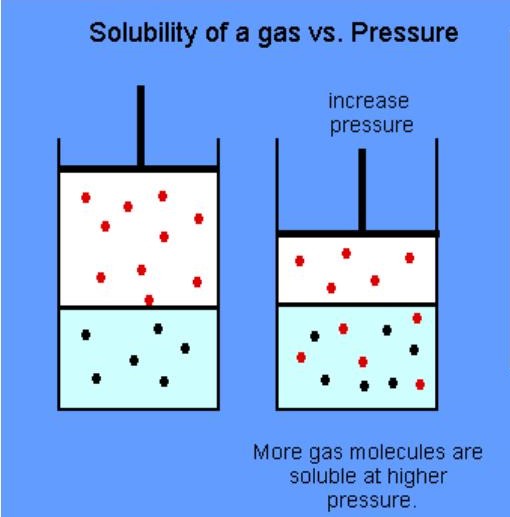 Solubility of a gas vs. Pressure
increase
pressure
More gas molecules are
soluble at higher
pressure.